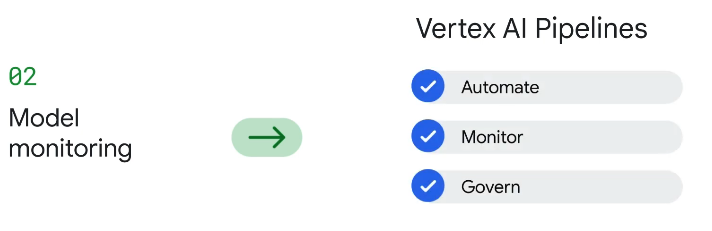 02
Model
monitoring
Vertex AI Pipelines
Automate
Monitor
Govern